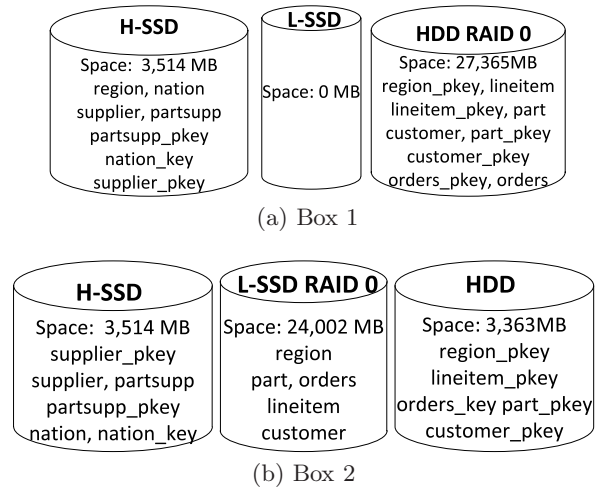 H-SSD
Space: 3,514 MB
region, nation
supplier, partsupp
partsupp_pkey
nation_key
supplier_pkey
L-SSD
Space: 0 MB
HDD RAID 0
Space: 27,365MB
region_pkey, lineitem
lineitem_pkey, part
customer, part_pkey
customer_pkey
orders_pkey, orders
(a) Box 1
H-SSD
Space: 3,514 MB
supplier_pkey
supplier, partsupp
partsupp_pkey
nation, nation_key
L-SSD RAID 0
Space: 24,002 MB
region
part, orders
lineitem
customer
HDD
Space: 3,363MB
region_pkey
lineitem_pkey
orders_key part_pkey
customer_pkey
(b) Box 2